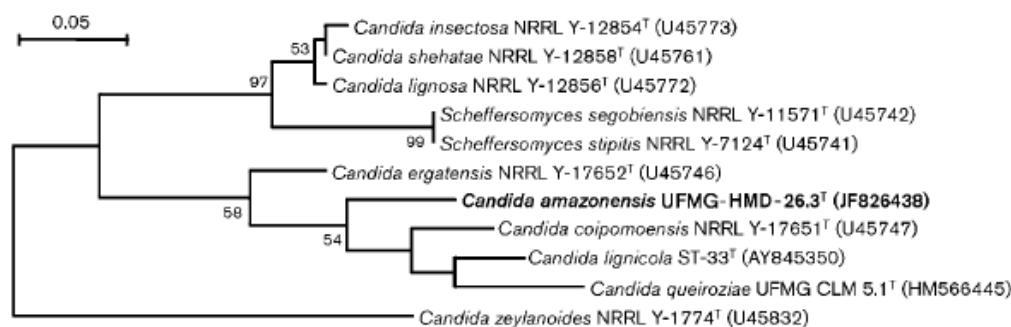 0.05
Candida insectosa NRRL Y-12854ᵀ (U45773)
53
Candida shehatae NRRL Y-12858ᵀ (U45761)
97
Candida lignosa NRRL Y-12856ᵀ (U45772)
Scheffersomyces segobiensis NRRL Y-11571ᵀ (U45742)
99
Scheffersomyces stipitis NRRL Y-7124ᵀ (U45741)
Candida ergatensis NRRL Y-17652ᵀ (U45746)
Candida amazonensis UFMG-HMD-26.3ᵀ (JF826438)
58
Candida coipomoensis NRRL Y-17651ᵀ (U45747)
54
Candida lignicola ST-33ᵀ (AY845350)
Candida queiroziae UFMG CLM 5.1ᵀ (HM566445)
Candida zeylanoides NRRL Y-1774ᵀ (U45832)